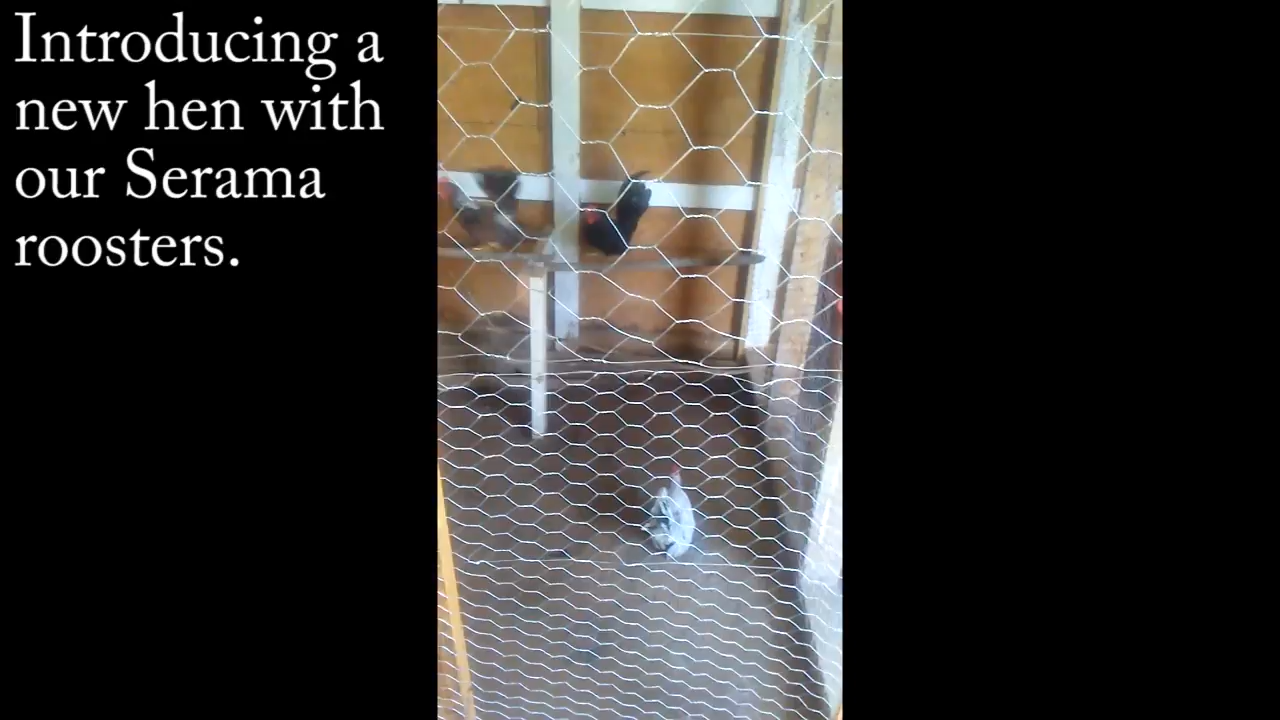 Introducing a
new hen with
our Serama
roosters.